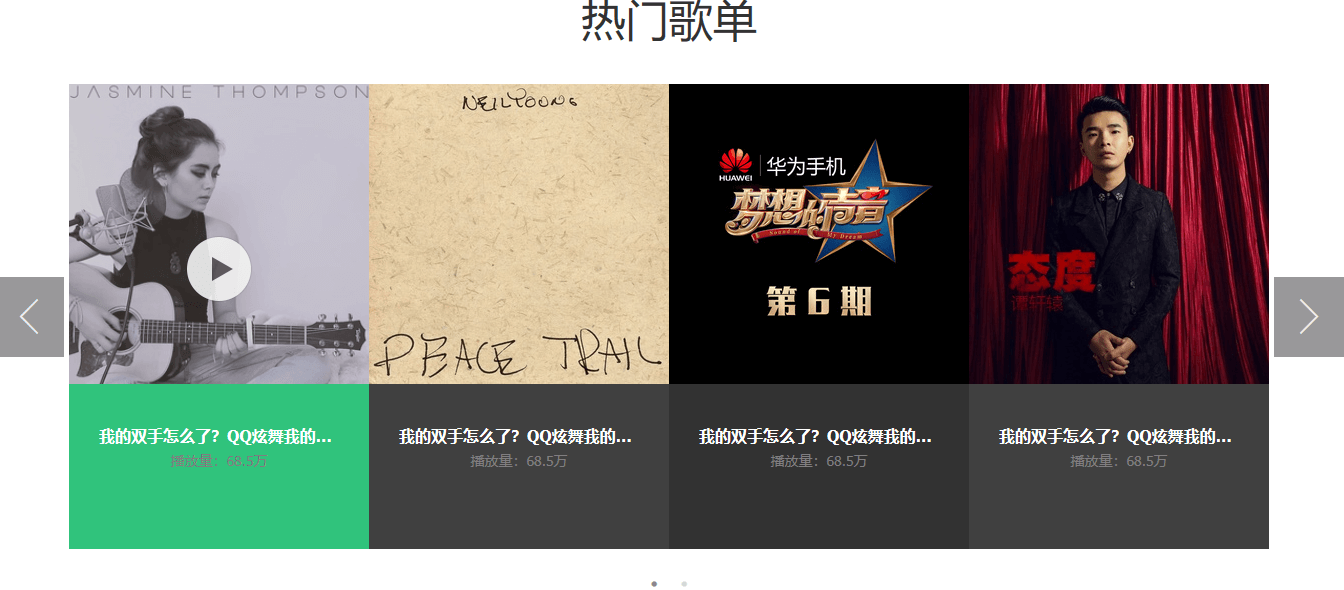 热门歌单
JASMINE THOMPSON
NEIL YOUNG
PEACE TRAIL
HUAWEI
华为手机
梦想的声音
Sound of My Dream
第6期
态度
谭轩辕
我的双手怎么了？QQ炫舞我的...
播放量：68.5万
我的双手怎么了？QQ炫舞我的...
播放量：68.5万
我的双手怎么了？QQ炫舞我的...
播放量：68.5万
我的双手怎么了？QQ炫舞我的...
播放量：68.5万